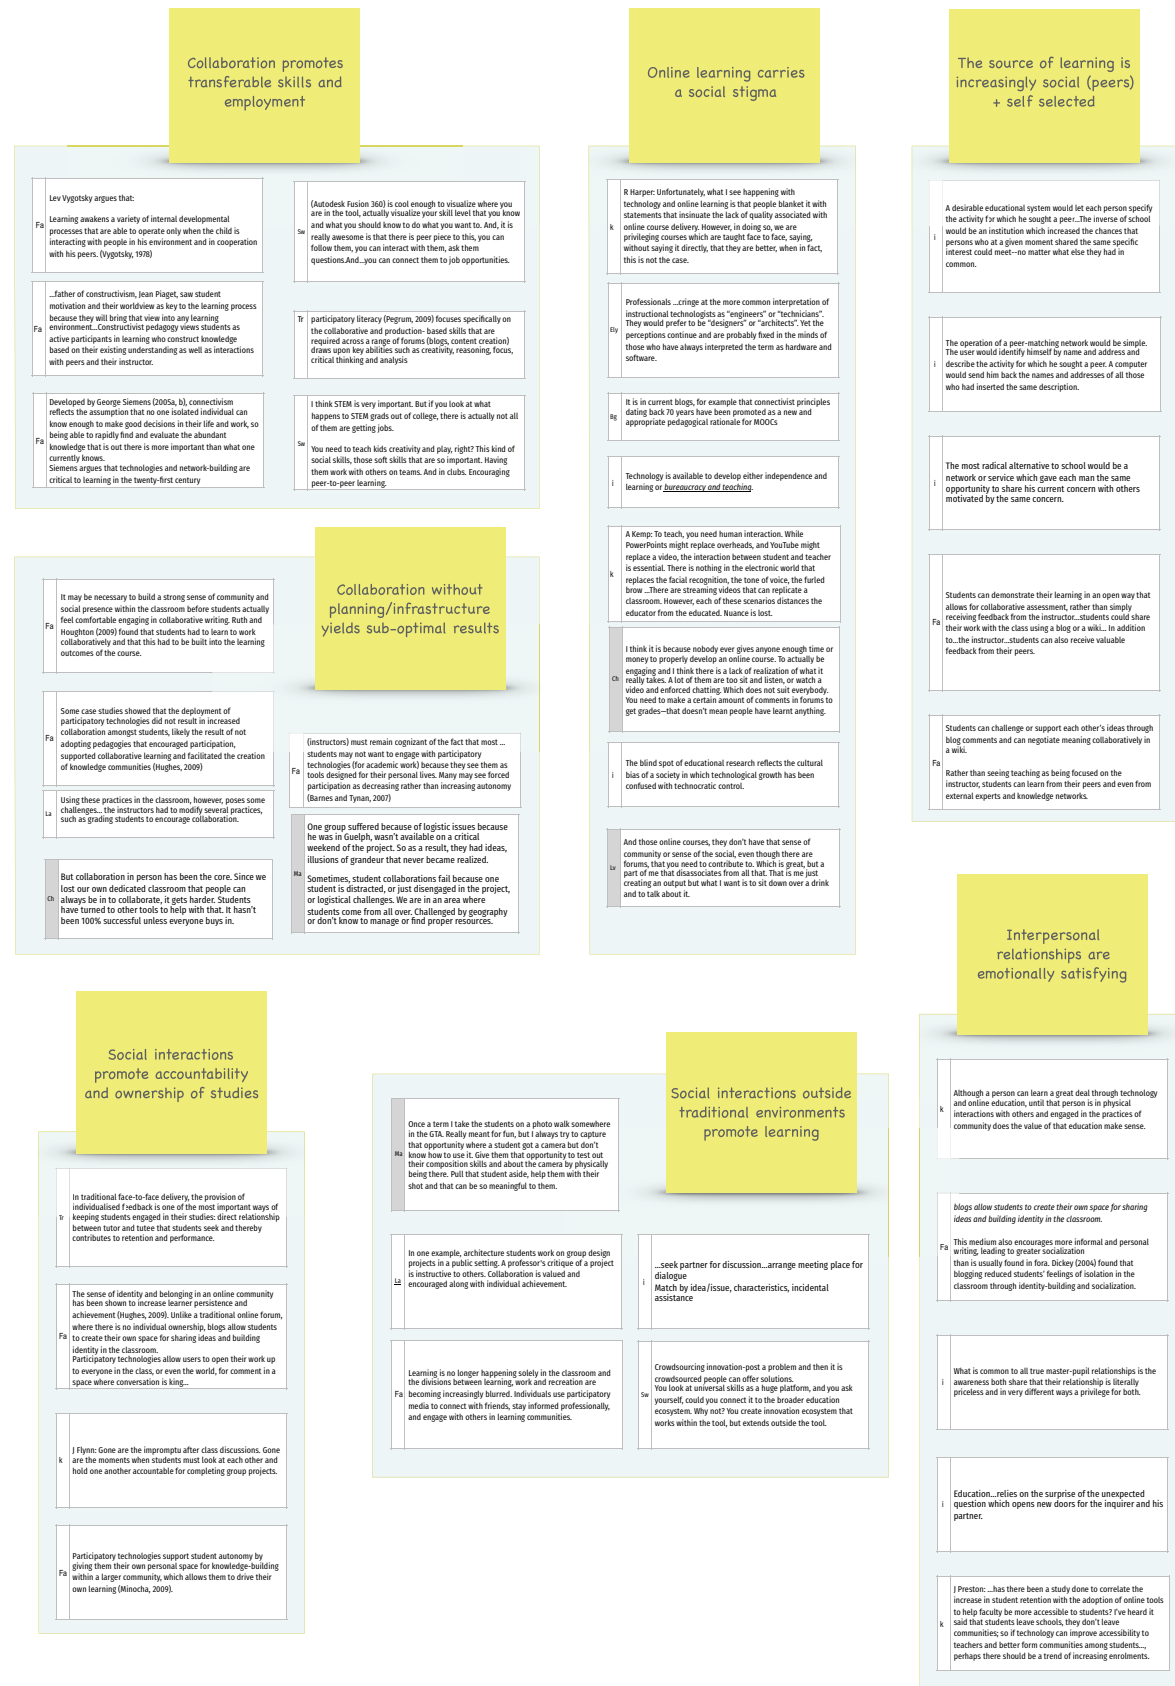 Collaboration promotes
transferable skills and
employment
Fa
Lev Vygotsky argues that:
Learning awakens a variety of internal developmental
processes that are able to operate only when the child is
interacting with people in his environment and in cooperation
with his peers. (Vygotsky, 1978)
Fa
...father of constructivism, Jean Piaget, saw student
motivation and their worldview as key to the learning process
because they will bring that view into any learning
environment...Constructivist pedagogy views students as
active participants in learning who construct knowledge
based on their existing understanding as well as interactions
with peers and their instructor.
Fa
Developed by George Siemens (2005a, b), connectivism
reflects the assumption that no one isolated individual can
know enough to make good decisions in their life and work, so
being able to rapidly find and evaluate the abundant
knowledge that is out there is more important than what one
currently knows.
Siemens argues that technologies and network-building are
critical to learning in the twenty-first century
Sw
(Autodesk Fusion 360) is cool enough to visualize where you
are in the tool, actually visualize your skill level that you know
and what you should know to do what you want to. And, it is
really awesome is that there is peer piece to this, you can
follow them, you can interact with them, ask them
questions.And...you can connect them to job opportunities.
Tr
participatory literacy (Pegrum, 2009) focuses specifically on
the collaborative and production- based skills that are
required across a range of forums (blogs, content creation)
draws upon key abilities such as creativity, reasoning, focus,
critical thinking and analysis
Sw
I think STEM is very important. But if you look at what
happens to STEM grads out of college, there is actually not all
of them are getting jobs.
You need to teach kids creativity and play, right? This kind of
social skills, those soft skills that are so important. Having
them work with others on teams. And in clubs. Encouraging
peer-to-peer learning.
Collaboration without
planning/infrastructure
yields sub-optimal results
Fa
It may be necessary to build a strong sense of community and
social presence within the classroom before students actually
feel comfortable engaging in collaborative writing. Ruth and
Houghton (2009) found that students had to learn to work
collaboratively and that this had to be built into the learning
outcomes of the course.
Fa
Some case studies showed that the deployment of
participatory technologies did not result in increased
collaboration amongst students, likely the result of not
adopting pedagogies that encouraged participation,
supported collaborative learning and facilitated the creation
of knowledge communities (Hughes, 2009)
La
Using these practices in the classroom, however, poses some
challenges... the instructors had to modify several practices,
such as grading students to encourage collaboration.
Ch
But collaboration in person has been the core. Since we
lost our own dedicated classroom that people can
always be in to collaborate, it gets harder. Students
have turned to other tools to help with that. It hasn't
been 100% successful unless everyone buys in.
Fa
(instructors) must remain cognizant of the fact that most ...
students may not want to engage with participatory
technologies (for academic work) because they see them as
tools designed for their personal lives. Many may see forced
participation as decreasing rather than increasing autonomy
(Barnes and Tynan, 2007)
Ma
One group suffered because of logistic issues because
he was in Guelph, wasn't available on a critical
weekend of the project. So as a result, they had ideas,
illusions of grandeur that never became realized.
Sometimes, student collaborations fail because one
student is distracted, or just disengaged in the project,
or logistical challenges. We are in an area where
students come from all over. Challenged by geography
or don't know to manage or find proper resources.
Online learning carries
a social stigma
k
R Harper: Unfortunately, what I see happening with
technology and online learning is that people blanket it with
statements that insinuate the lack of quality associated with
online course delivery. However, in doing so, we are
privileging courses which are taught face to face, saying,
without saying it directly, that they are better, when in fact,
this is not the case.
Ely
Professionals ...cringe at the more common interpretation of
instructional technologists as "engineers" or "technicians".
They would prefer to be "designers" or "architects". Yet the
perceptions continue and are probably fixed in the minds of
those who have always interpreted the term as hardware and
software.
Bg
It is in current blogs, for example that connectivist principles
dating back 70 years have been promoted as a new and
appropriate pedagogical rationale for MOOCs
i
Technology is available to develop either independence and
learning or bureaucracy and teaching.
k
A Kemp: To teach, you need human interaction. While
PowerPoints might replace overheads, and YouTube might
replace a video, the interaction between student and teacher
is essential. There is nothing in the electronic world that
replaces the facial recognition, the tone of voice, the furled
brow ...There are streaming videos that can replicate a
classroom. However, each of these scenarios distances the
educator from the educated. Nuance is lost.
Ch
I think it is because nobody ever gives anyone enough time or
money to properly develop an online course. To actually be
engaging and I think there is a lack of realization of what it
really takes. A lot of them are too sit and listen, or watch a
video and enforced chatting. Which does not suit everybody.
You need to make a certain amount of comments in forums to
get grades—that doesn't mean people have learnt anything.
i
The blind spot of educational research reflects the cultural
bias of a society in which technological growth has been
confused with technocratic control.
Lv
And those online courses, they don't have that sense of
community or sense of the social, even though there are
forums, that you need to contribute to. Which is great, but a
part of me that disassociates from all that. That is me just
creating an output but what I want is to sit down over a drink
and to talk about it.
The source of learning is
increasingly social (peers)
+ self selected
i
A desirable educational system would let each person specify
the activity for which he sought a peer...The inverse of school
would be an institution which increased the chances that
persons who at a given moment shared the same specific
interest could meet--no matter what else they had in
common.
i
The operation of a peer-matching network would be simple.
The user would identify himself by name and address and
describe the activity for which he sought a peer. A computer
would send him back the names and addresses of all those
who had inserted the same description.
i
The most radical alternative to school would be a
network or service which gave each man the same
opportunity to share his current concern with others
motivated by the same concern.
Fa
Students can demonstrate their learning in an open way that
allows for collaborative assessment, rather than simply
receiving feedback from the instructor...students could share
their work with the class using a blog or a wiki... In addition
to...the instructor...students can also receive valuable
feedback from their peers.
Fa
Students can challenge or support each other's ideas through
blog comments and can negotiate meaning collaboratively in
a wiki.
Rather than seeing teaching as being focused on the
instructor, students can learn from their peers and even from
external experts and knowledge networks.
Social interactions
promote accountability
and ownership of studies
Tr
In traditional face-to-face delivery, the provision of
individualised feedback is one of the most important ways of
keeping students engaged in their studies: direct relationship
between tutor and tutee that students seek and thereby
contributes to retention and performance.
Fa
The sense of identity and belonging in an online community
has been shown to increase learner persistence and
achievement (Hughes, 2009). Unlike a traditional online forum,
where there is no individual ownership, blogs allow students
to create their own space for sharing ideas and building
identity in the classroom.
Participatory technologies allow users to open their work up
to everyone in the class, or even the world, for comment in a
space where conversation is king...
k
J Flynn: Gone are the impromptu after class discussions. Gone
are the moments when students must look at each other and
hold one another accountable for completing group projects.
Fa
Participatory technologies support student autonomy by
giving them their own personal space for knowledge-building
within a larger community, which allows them to drive their
own learning (Minocha, 2009).
Social interactions outside
traditional environments
promote learning
Ma
Once a term I take the students on a photo walk somewhere
in the GTA. Really meant for fun, but I always try to capture
that opportunity where a student got a camera but don't
know how to use it. Give them that opportunity to test out
their composition skills and about the camera by physically
being there. Pull that student aside, help them with their
shot and that can be so meaningful to them.
La
In one example, architecture students work on group design
projects in a public setting. A professor's critique of a project
is instructive to others. Collaboration is valued and
encouraged along with individual achievement.
Fa
Learning is no longer happening solely in the classroom and
the divisions between learning, work and recreation are
becoming increasingly blurred. Individuals use participatory
media to connect with friends, stay informed professionally,
and engage with others in learning communities.
i
...seek partner for discussion...arrange meeting place for
dialogue
Match by idea/issue, characteristics, incidental
assistance
Sw
Crowdsourcing innovation-post a problem and then it is
crowdsourced people can offer solutions.
You look at universal skills as a huge platform, and you ask
yourself, could you connect it to the broader education
ecosystem. Why not? You create innovation ecosystem that
works within the tool, but extends outside the tool.
Interpersonal
relationships are
emotionally satisfying
k
Although a person can learn a great deal through technology
and online education, until that person is in physical
interactions with others and engaged in the practices of
community does the value of that education make sense.
Fa
blogs allow students to create their own space for sharing
ideas and building identity in the classroom.
This medium also encourages more informal and personal
writing, leading to greater socialization
than is usually found in fora. Dickey (2004) found that
blogging reduced students' feelings of isolation in the
classroom through identity-building and socialization.
i
What is common to all true master-pupil relationships is the
awareness both share that their relationship is literally
priceless and in very different ways a privilege for both.
i
Education...relies on the surprise of the unexpected
question which opens new doors for the inquirer and his
partner.
k
J Preston: ...has there been a study done to correlate the
increase in student retention with the adoption of online tools
to help faculty be more accessible to students? I've heard it
said that students leave schools, they don't leave
communities; so if technology can improve accessibility to
teachers and better form communities among students...,
perhaps there should be a trend of increasing enrolments.